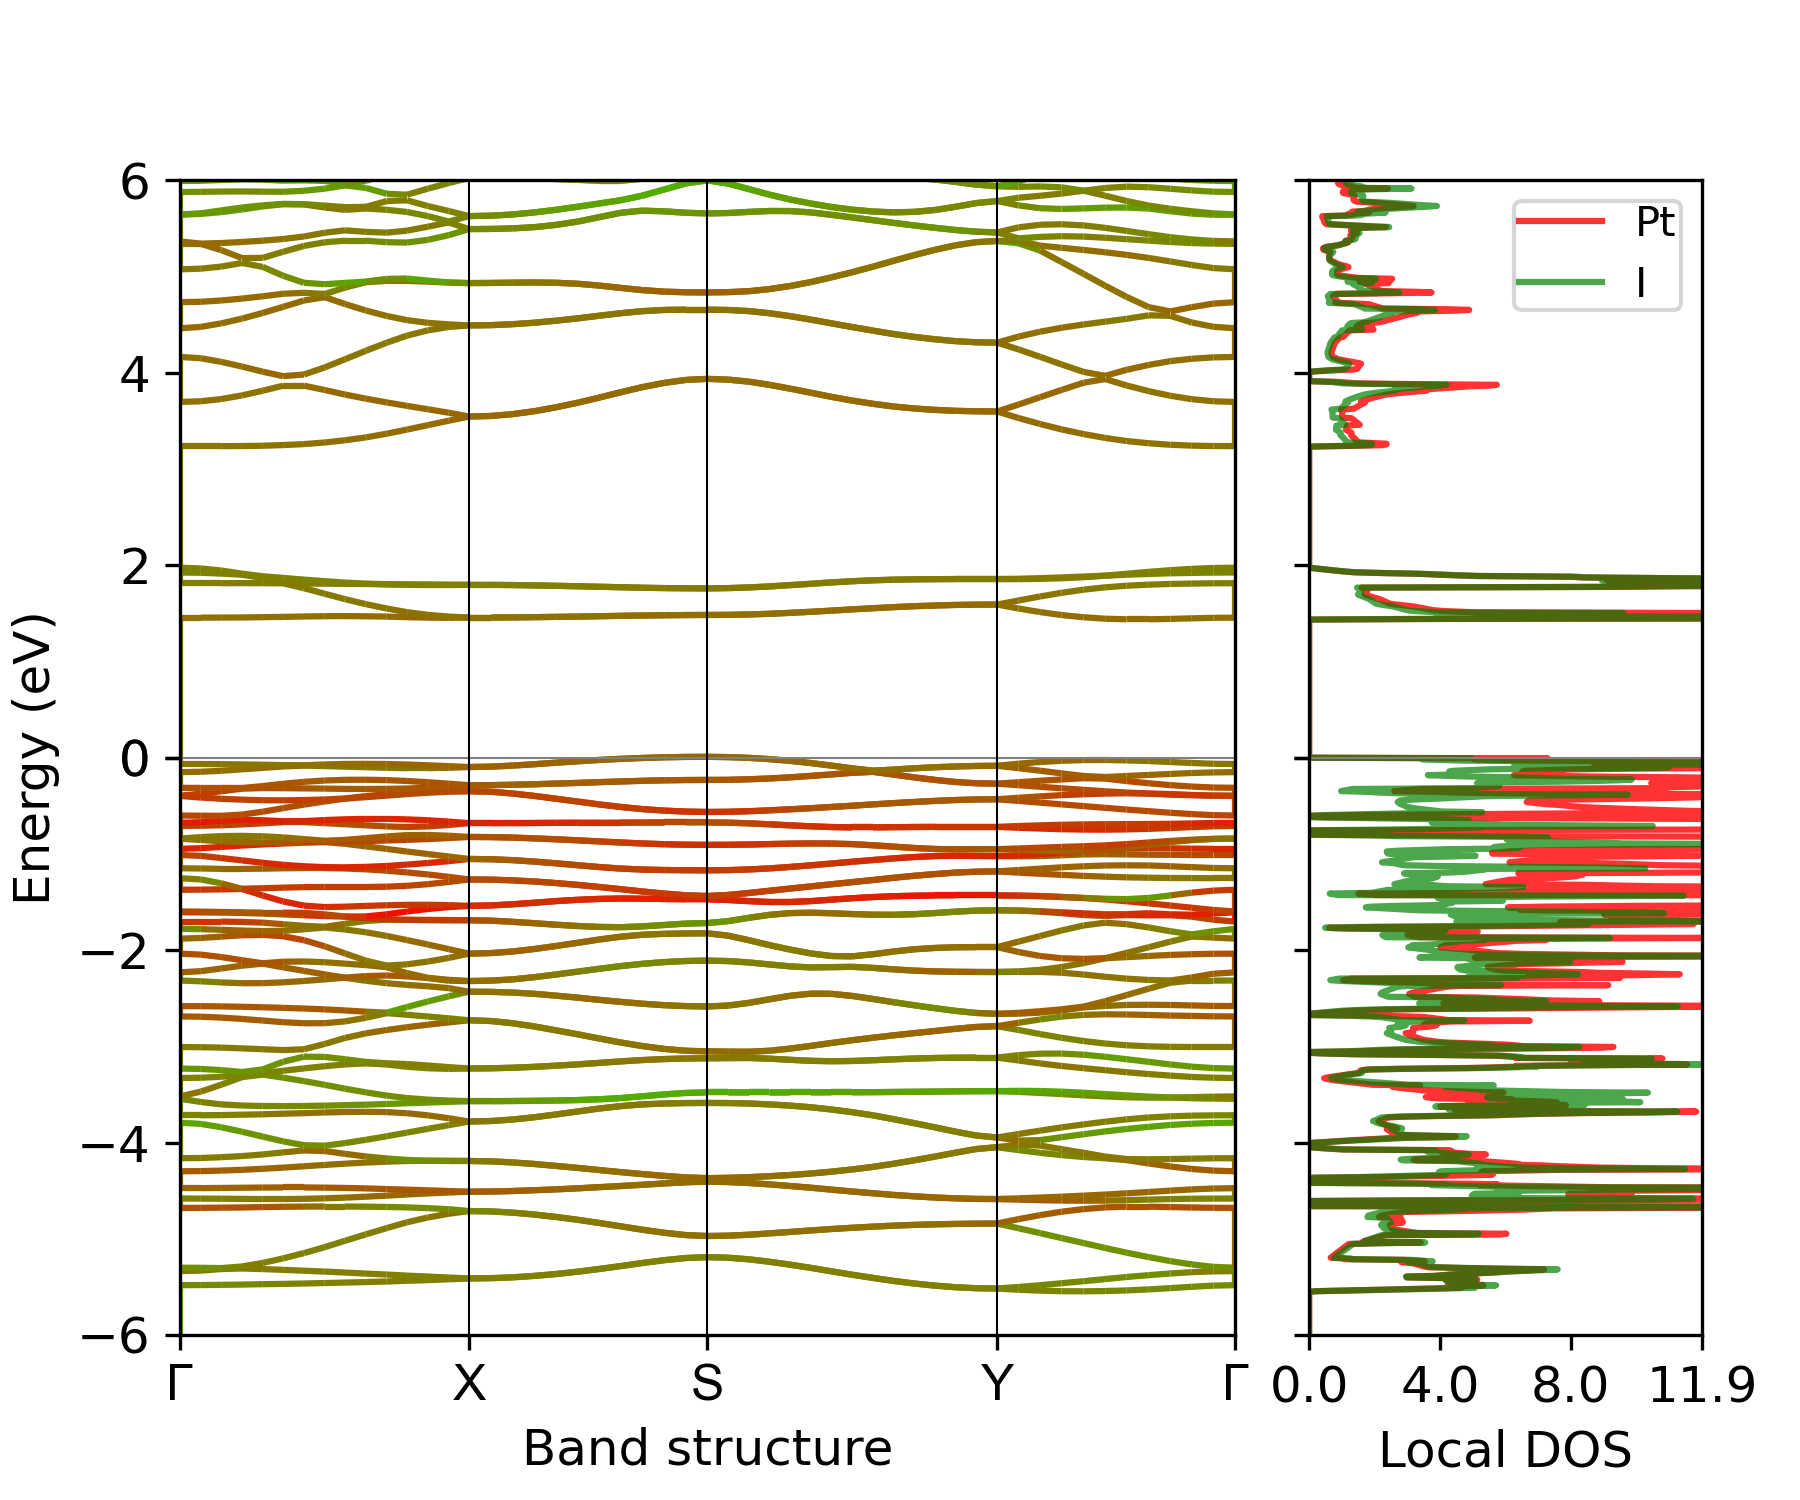 6
4
2
0
−2
−4
−6
Energy (eV)
Γ X S Y Γ
Band structure
Pt
I
0.0 4.0 8.0 11.9
Local DOS